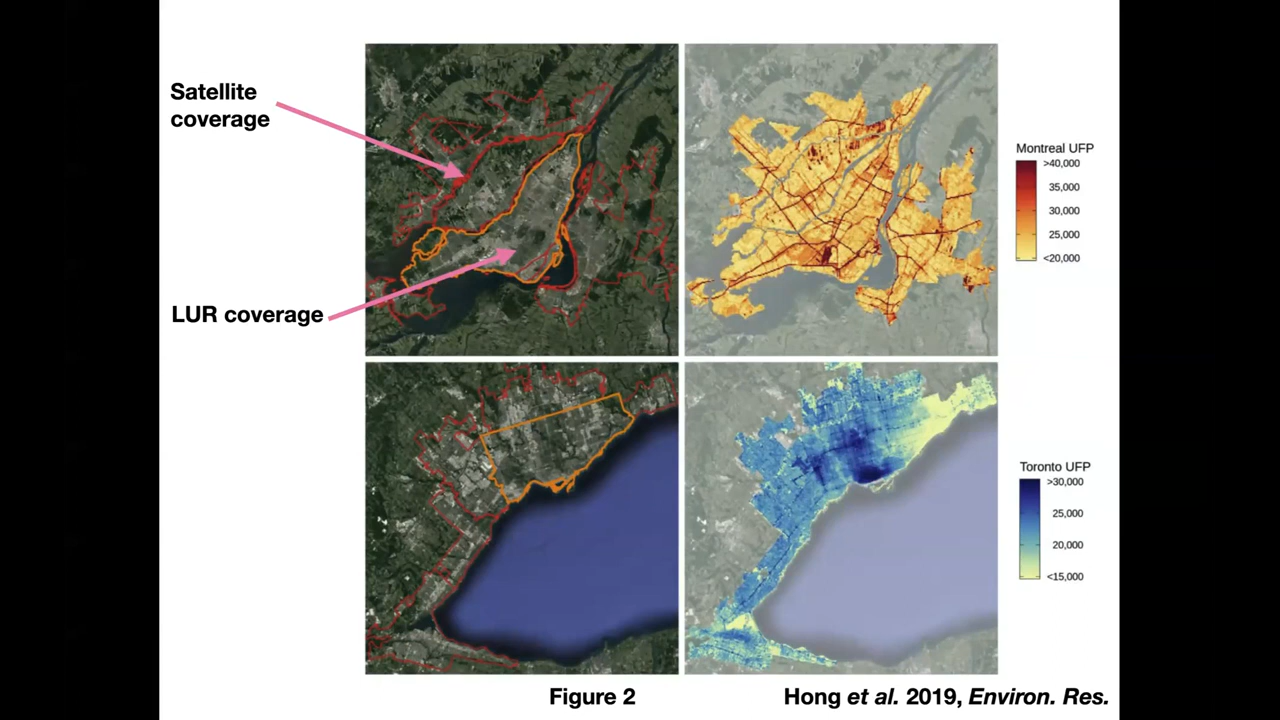 Satellite
coverage
LUR coverage
Montreal UFP
>40,000
35,000
30,000
25,000
<20,000
Toronto UFP
>30,000
25,000
20,000
<15,000
Figure 2
Hong et al. 2019, Environ. Res.